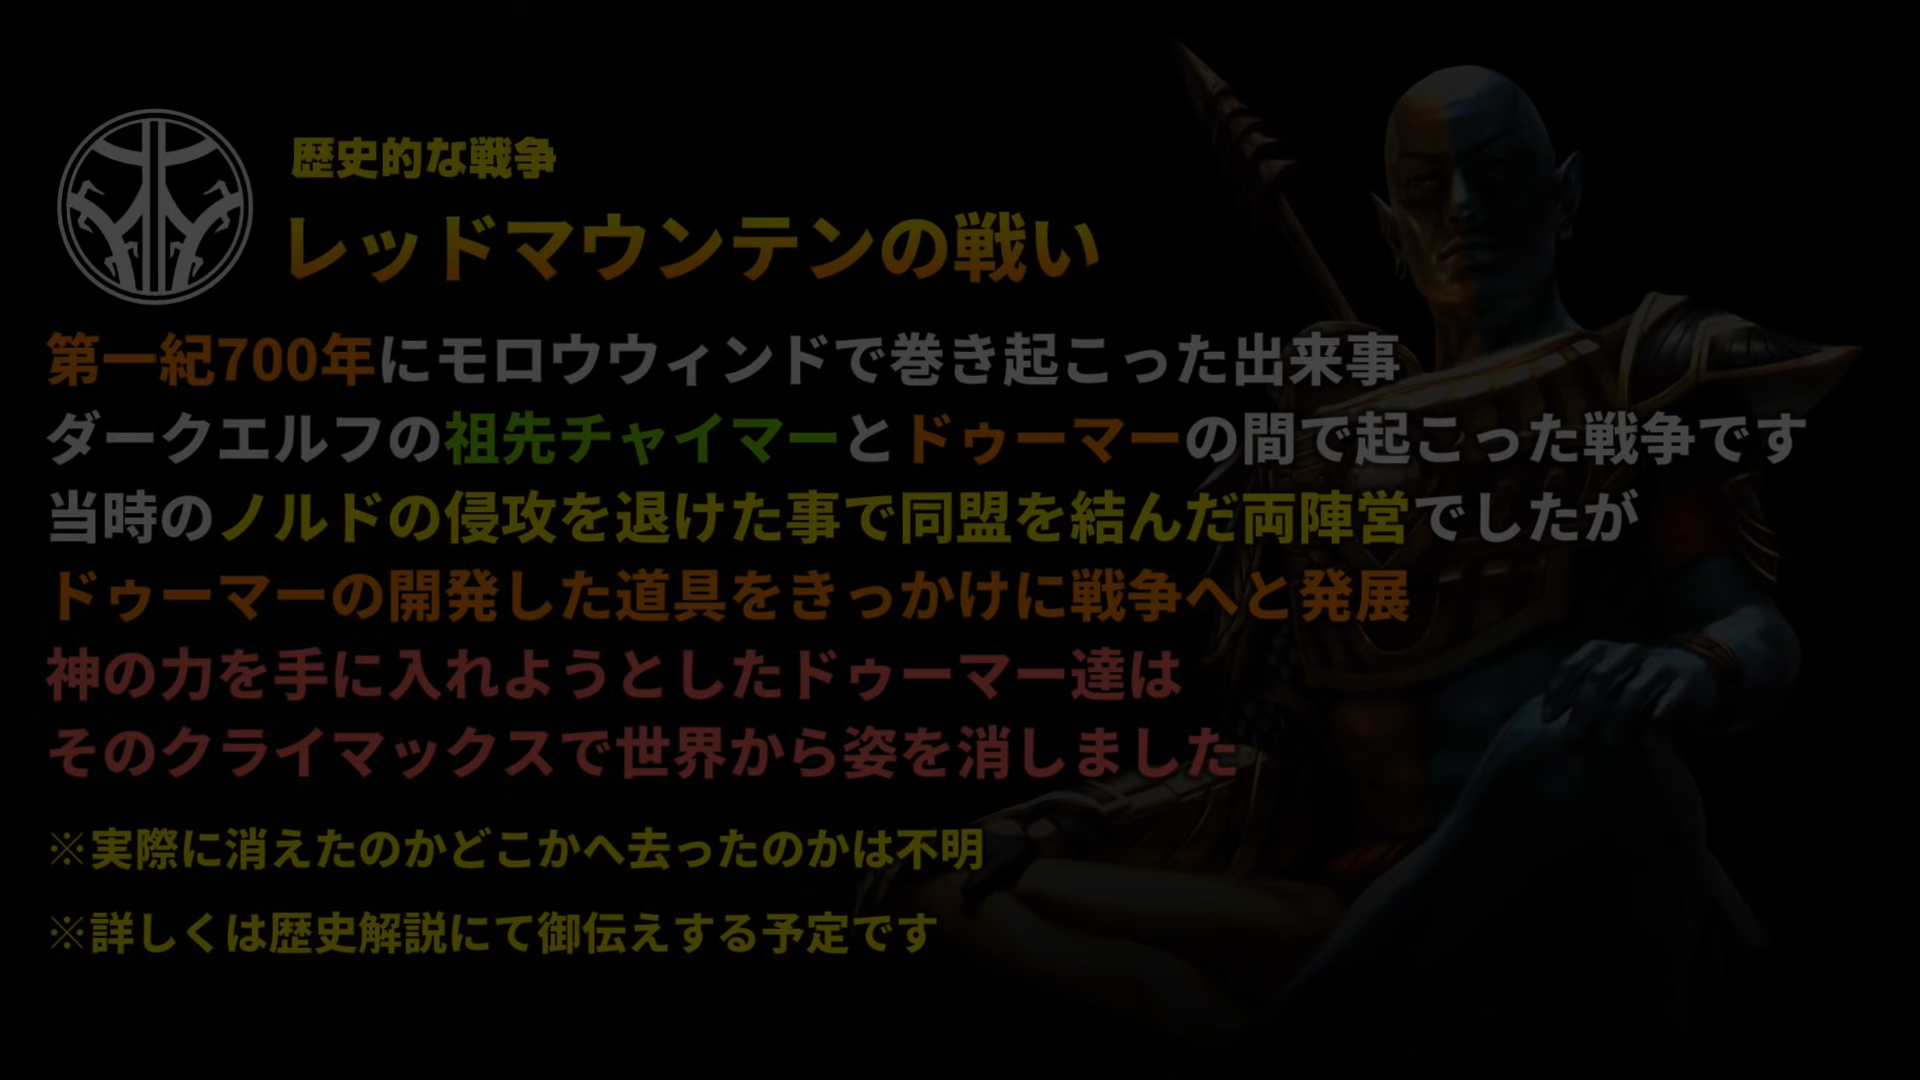 歴史的な戦争
レッドマウンテンの戦い
第一紀700年にモロウウィンドで巻き起こった出来事
ダークエルフの祖先チャイマーとドゥーマーの間で起こった戦争です
当時のノルドの侵攻を退けた事で同盟を結んだ両陣営でしたが
ドゥーマーの開発した道具をきっかけに戦争へと発展
神の力を手に入れようとしたドゥーマー達は
そのクライマックスで世界から姿を消しました
※実際に消えたのかどこかへ去ったのかは不明
※詳しくは歴史解説にて御伝えする予定です